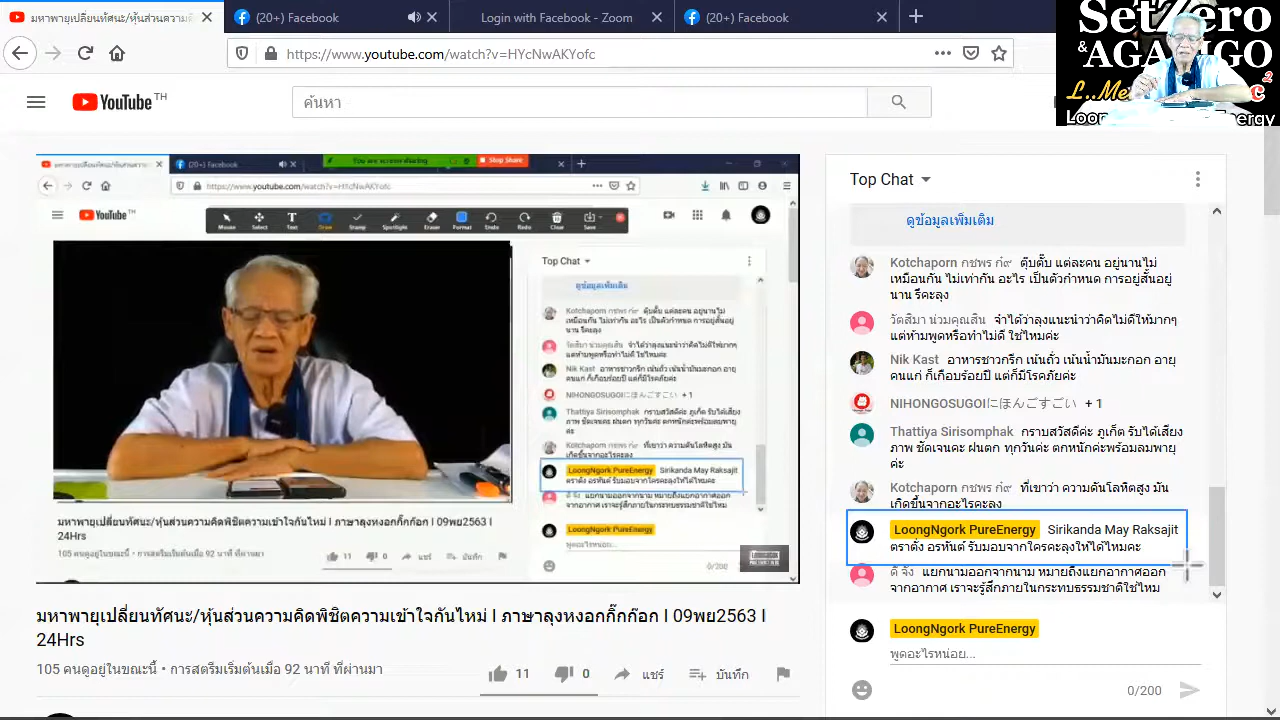 มหาพายุเปลี่ยนทัศนะ/หุ้นส่วนความคิ
(20+) Facebook
Login with Facebook - Zoom
(20+) Facebook
https://www.youtube.com/watch?v=HYcNwAKYofc
SetZero
&AGALIGO
YouTube TH
ค้นหา
Top Chat
ดูข้อมูลเพิ่มเติม
Kotchaporn กชพร ก๋๙ ตุ๊บตั๊บ แต่ละคน อยู่นานไม่
เหมือนกัน ไม่เท่ากัน อะไร เป็นตัวกำหนด การอยู่สั้นอยู่
นาน รึคะลุง
วัตสีมา น่วมคุณสิน จำได้ว่าลุงแนะนำว่าคิดไม่ดีให้มากๆ
แต่ห้ามพูดหรือทำไม่ดี ใช่ไหมค่ะ
Nik Kast อาหารชาวกรีก เน้นถั่ว เน้นน้ำมันมะกอก อายุ
คนแก่ ก็เกือบร้อยปี แต่ก็มีโรคภัยค่ะ
NIHONGOSUGOIにほんごすごい + 1
Thattiya Sirisomphak กราบสวัสดีค่ะ ภูเก็ต รับได้เสียง
ภาพ ชัดเจนคะ ฝนตก ทุกวันค่ะ ตกหนักค่ะพร้อมลมพายุ
ค่ะ
Kotchaporn กชพร ก๋๙ ที่เขาว่า ความดันโลหิตสูง มัน
เกิดขึ้นจากอะไรคะลุง
LoongNgork PureEnergy Sirikanda May Raksajit
ตราตั้ง อรหันต์ รับมอบจากใครคะลุงให้ได้ไหมคะ
ดี จัง แยกนามออกจากนาม หมายถึงแยกอากาศออก
จากอากาศ เราจะรู้สึกภายในกระทบธรรมชาติใช่ไหม
LoongNgork PureEnergy
พูดอะไรหน่อย...
0/200
You are screen sharing Stop Share
Mouse Select Text Draw Stamp Spotlight Eraser Format Undo Redo Clear Save
มหาพายุเปลี่ยนทัศนะ/หุ้นส่วนความคิดพิชิตความเข้าใจกันไหม่ I ภาษาลุงหงอกกิ๊กก๊อก I 09พย2563 I
24Hrs
105 คนดูอยู่ในขณะนี้ • การสตรีมเริ่มต้นเมื่อ 92 นาที ที่ผ่านมา
11 0 แชร์ บันทึก